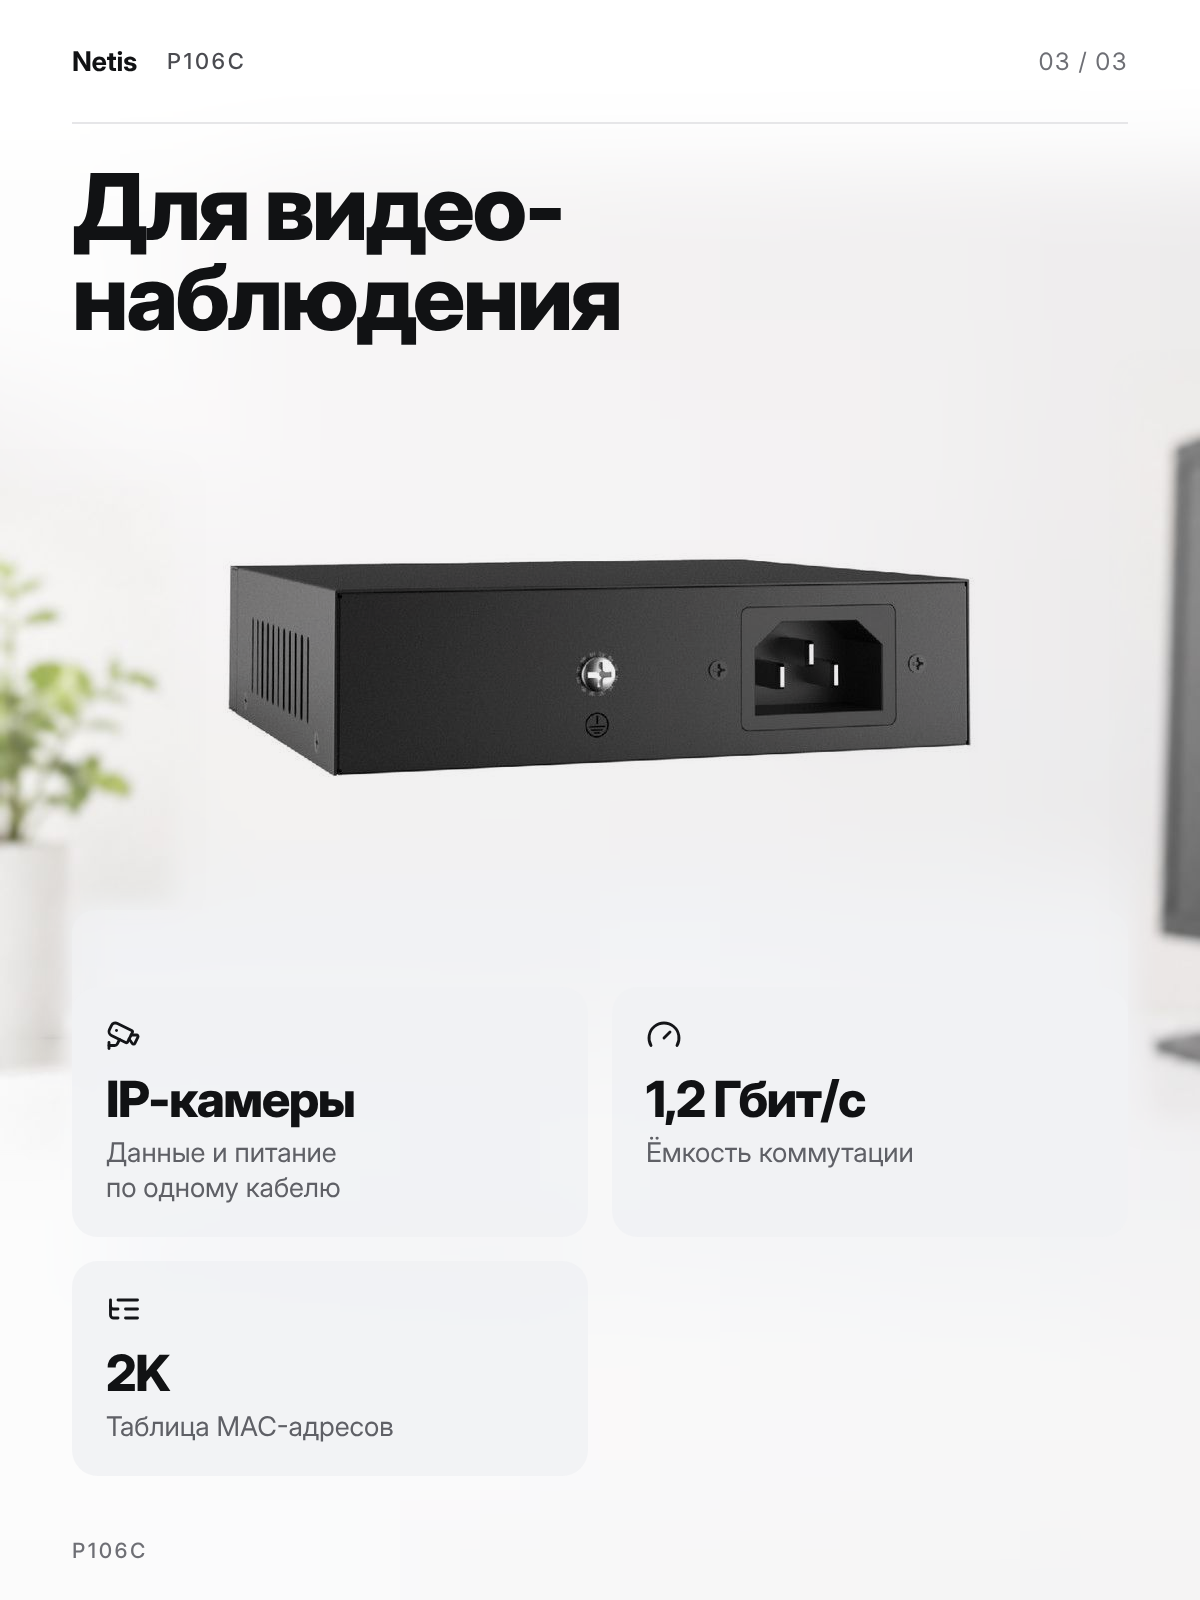 Netis P106C 03 / 03
Для видео-
наблюдения
IP-камеры
Данные и питание
по одному кабелю
1,2 Гбит/с
Ёмкость коммутации
2K
Таблица MAC-адресов
P106C